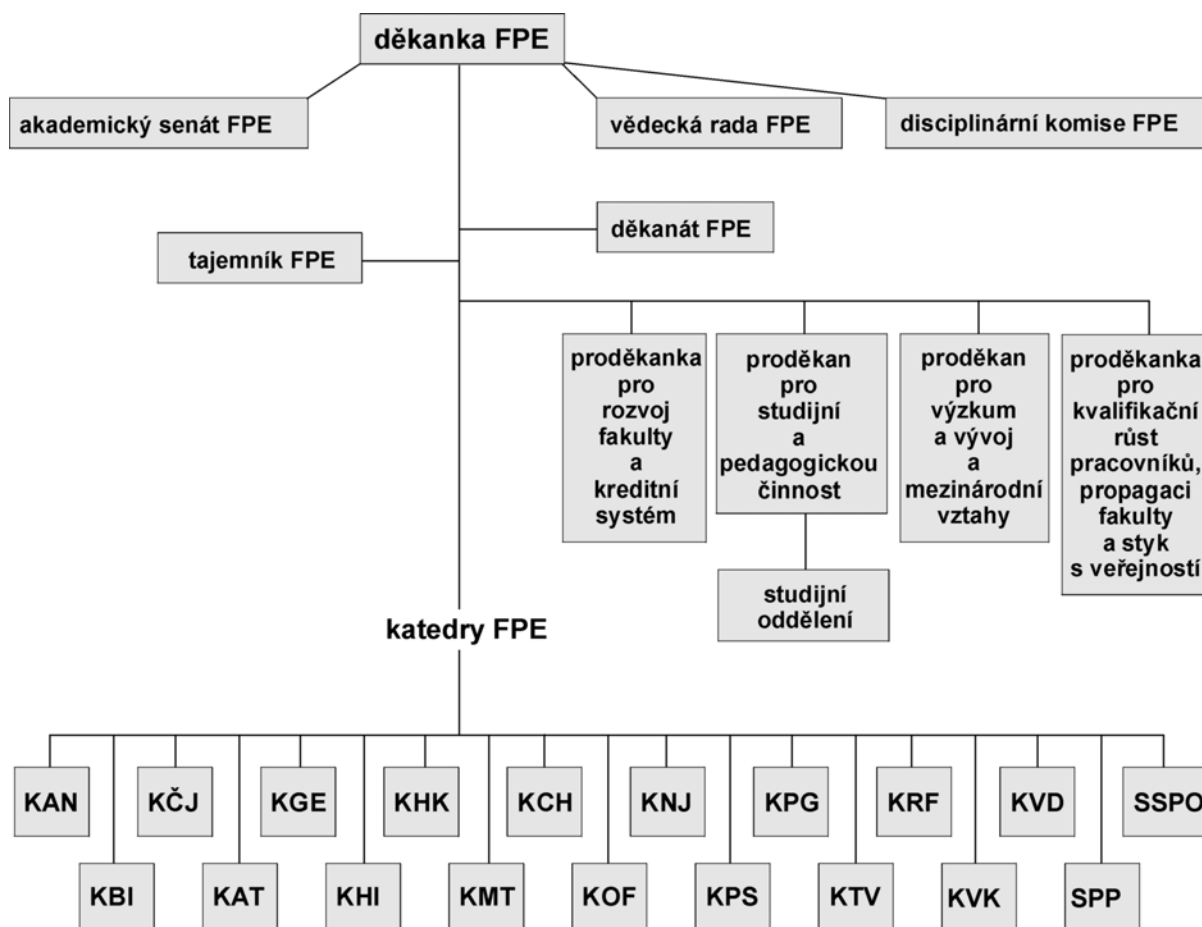 děkanka FPE
akademický senát FPE
vědecká rada FPE
disciplinární komise FPE
děkanát FPE
tajemník FPE
proděkanka
pro
rozvoj
fakulty
a
kreditní
systém
proděkan
pro
studijní
a
pedagogickou
činnost
proděkan
pro
výzkum
a vývoj
a
mezinárodní
vztahy
proděkanka
pro
kvalifikační
růst
pracovníků,
propagaci
fakulty
a styk
s veřejností
studijní
oddělení
katedry FPE
KAN
KČJ
KGE
KHK
KCH
KNJ
KPG
KRF
KVD
SSPO
KBI
KAT
KHI
KMT
KOF
KPS
KTV
KVK
SPP